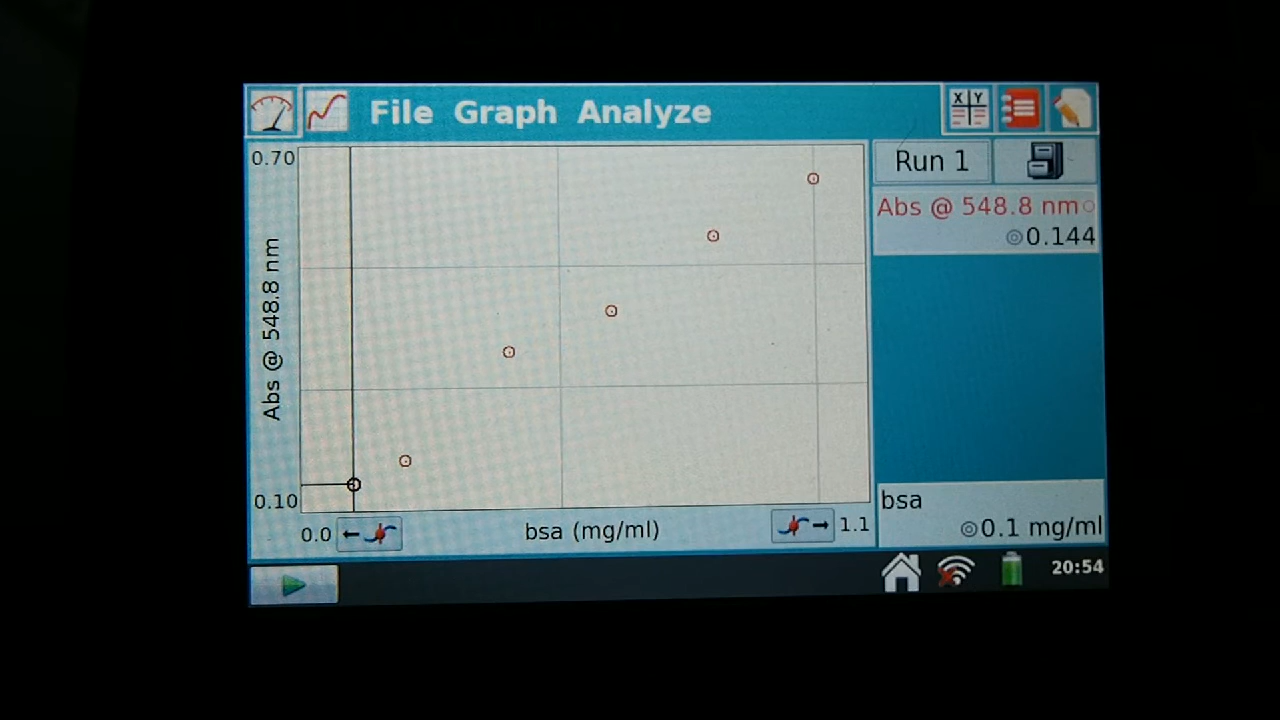 File Graph Analyze
X Y
Run 1
Abs @ 548.8 nm
0.144
0.70
Abs @ 548.8 nm
0.10
0.0
bsa (mg/ml)
1.1
bsa
0.1 mg/ml
20:54